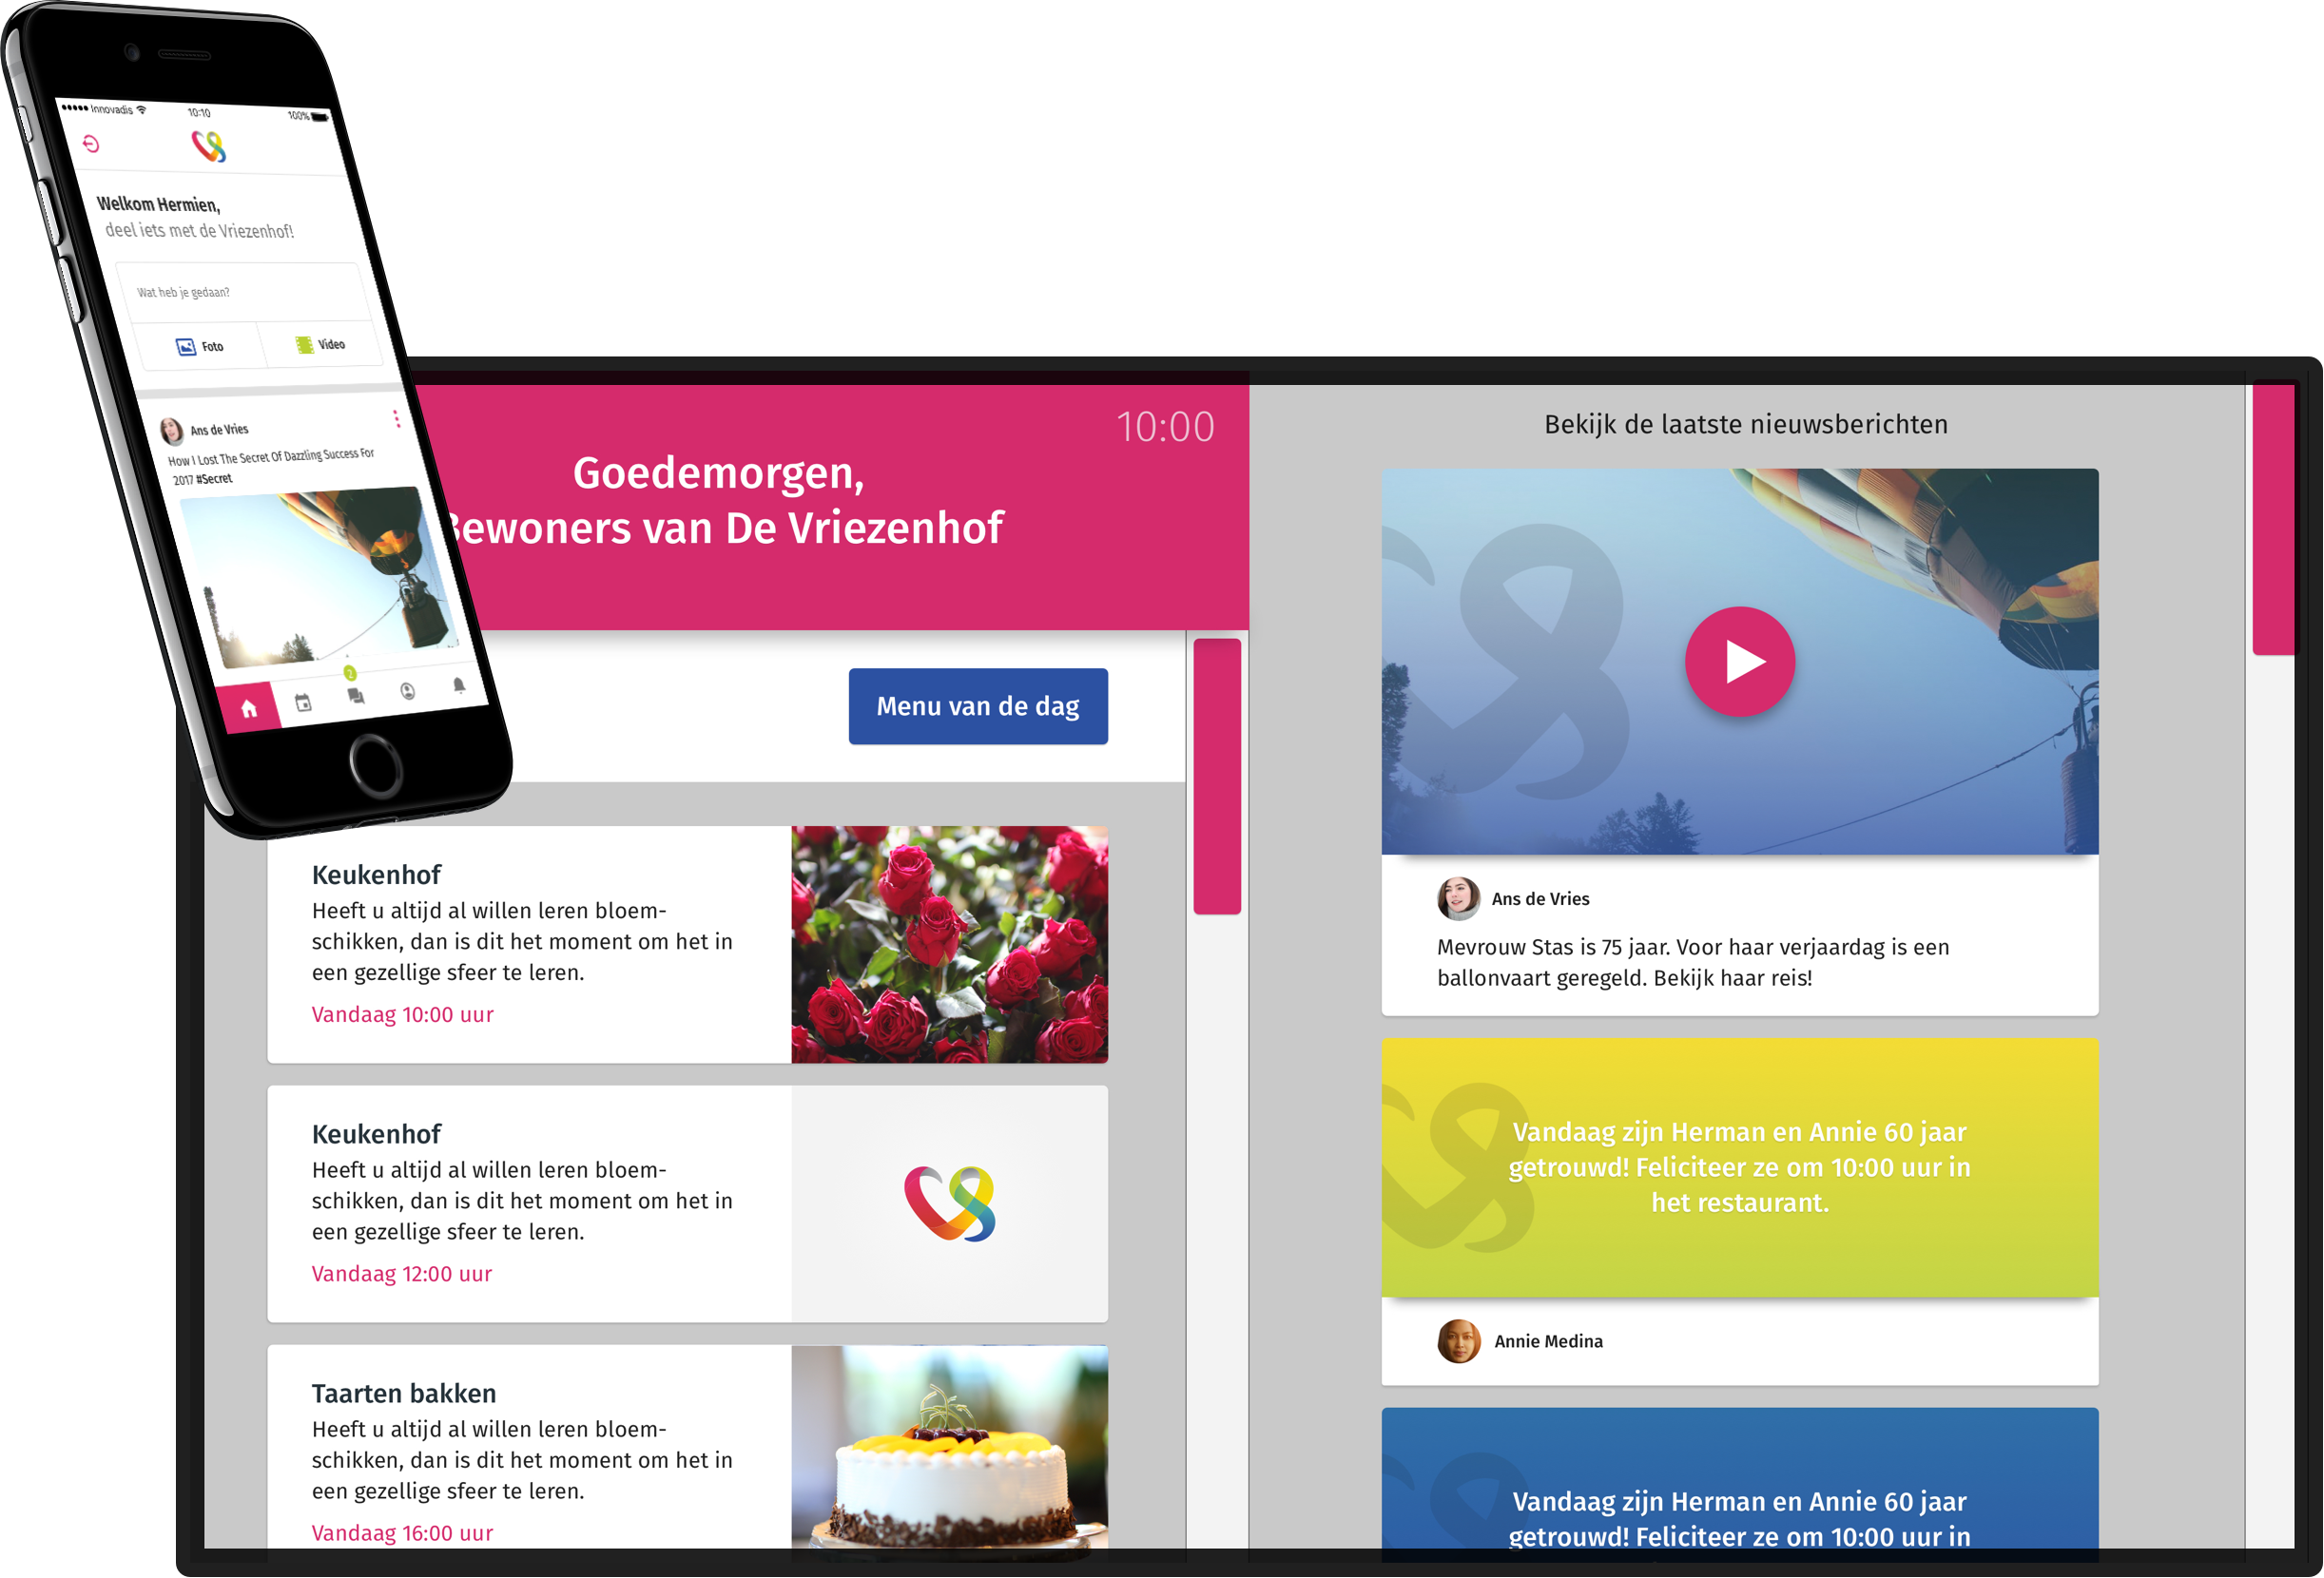 Innovadis
10:10
100%
Welkom Hermien,
deel iets met de Vriezenhof!
Wat heb je gedaan?
Foto
Video
Ans de Vries
How I Lost The Secret Of Dazzling Success For
2017 #Secret
2
10:00
Goedemorgen,
Bewoners van De Vriezenhof
Menu van de dag
Keukenhof
Heeft u altijd al willen leren bloem-
schikken, dan is dit het moment om het in
een gezellige sfeer te leren.
Vandaag 10:00 uur
Keukenhof
Heeft u altijd al willen leren bloem-
schikken, dan is dit het moment om het in
een gezellige sfeer te leren.
Vandaag 12:00 uur
Taarten bakken
Heeft u altijd al willen leren bloem-
schikken, dan is dit het moment om het in
een gezellige sfeer te leren.
Vandaag 16:00 uur
Bekijk de laatste nieuwsberichten
Ans de Vries
Mevrouw Stas is 75 jaar. Voor haar verjaardag is een
ballonvaart geregeld. Bekijk haar reis!
Vandaag zijn Herman en Annie 60 jaar
getrouwd! Feliciteer ze om 10:00 uur in
het restaurant.
Annie Medina
Vandaag zijn Herman en Annie 60 jaar
getrouwd! Feliciteer ze om 10:00 uur in